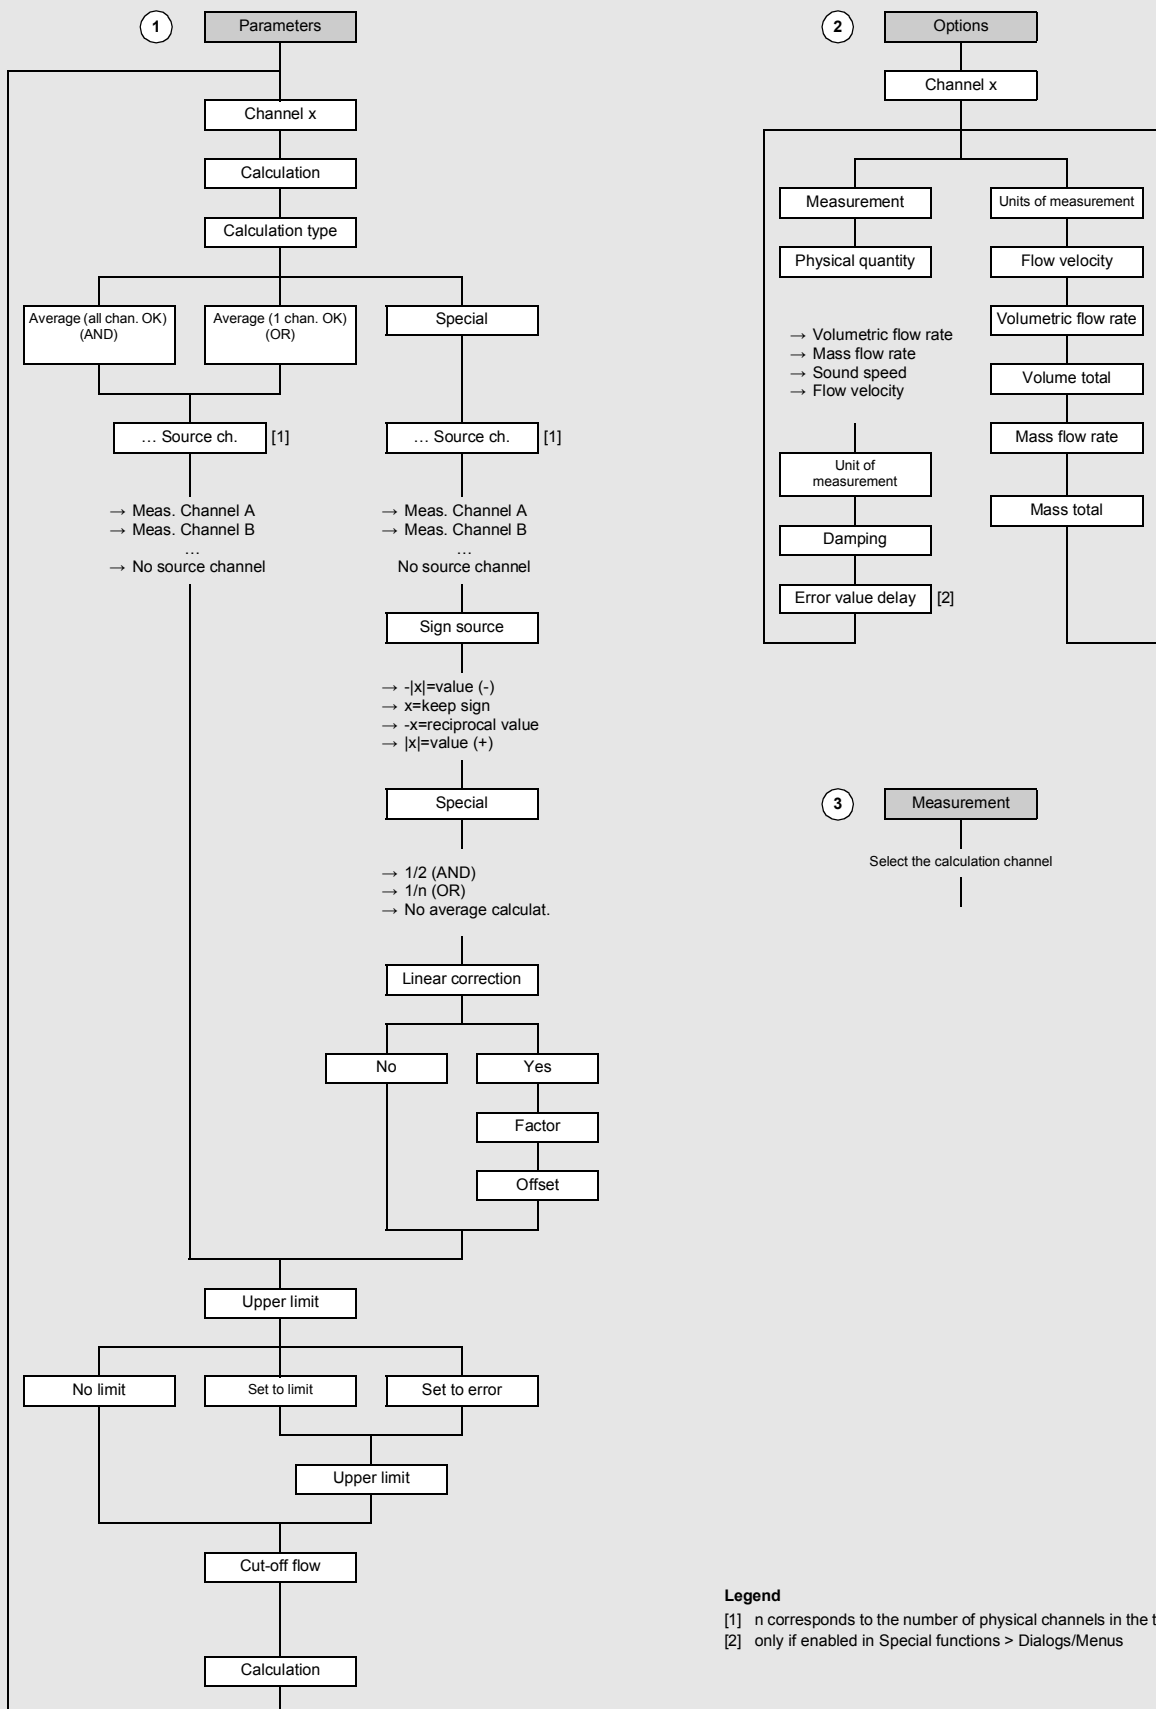 1
Parameters
Channel x
Calculation
Calculation type
Average (all chan. OK)
(AND)
Average (1 chan. OK)
(OR)
Special
… Source ch.
[1]
… Source ch.
[1]
→ Meas. Channel A
→ Meas. Channel B
…
→ No source channel
→ Meas. Channel A
→ Meas. Channel B
…
No source channel
Sign source
→ -|x|=value (-)
→ x=keep sign
→ -x=reciprocal value
→ |x|=value (+)
Special
→ 1/2 (AND)
→ 1/n (OR)
→ No average calculat.
Linear correction
No
Yes
Factor
Offset
Upper limit
No limit
Set to limit
Set to error
Upper limit
Cut-off flow
Calculation
2
Options
Channel x
Measurement
Physical quantity
→ Volumetric flow rate
→ Mass flow rate
→ Sound speed
→ Flow velocity
Unit of
measurement
Damping
Error value delay
[2]
Units of measurement
Flow velocity
Volumetric flow rate
Volume total
Mass flow rate
Mass total
3
Measurement
Select the calculation channel
Legend
[1] n corresponds to the number of physical channels in the
[2] only if enabled in Special functions > Dialogs/Menus